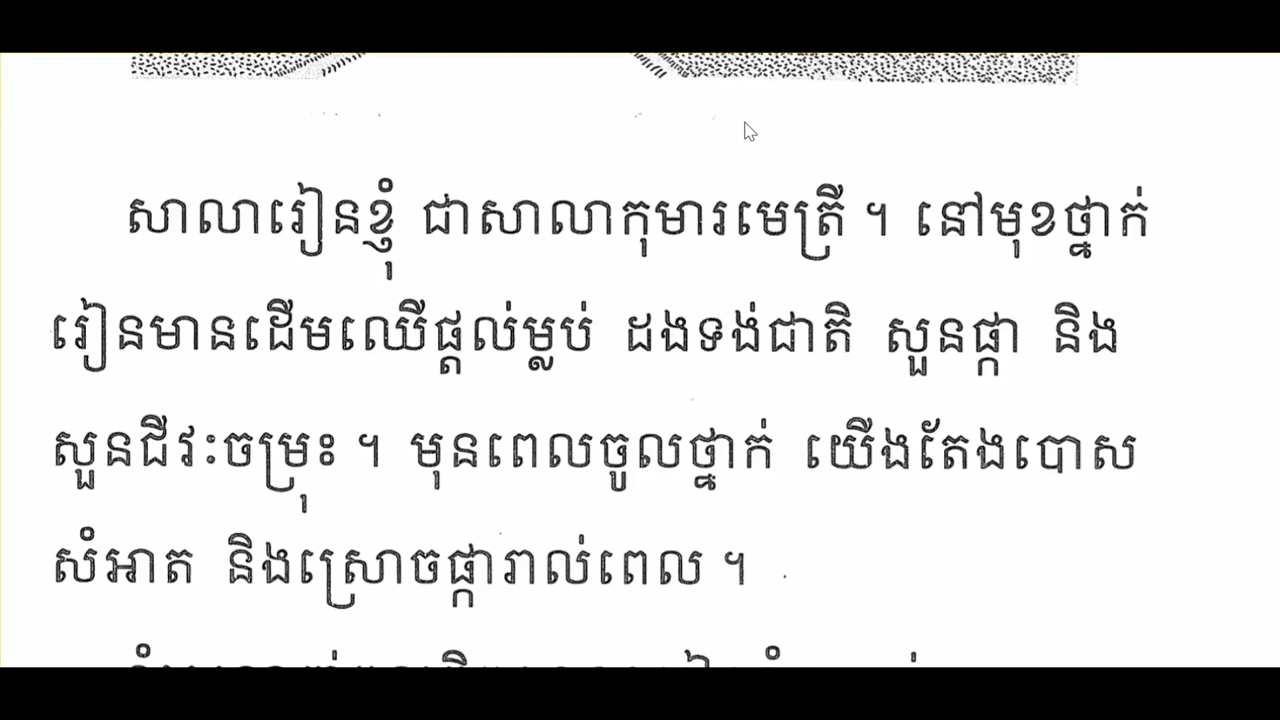 សាលារៀនខ្ញុំ ជាសាលាកុមារមេត្រី ។ នៅមុខថ្នាក់
រៀនមានដើមឈើផ្តល់ម្លប់ ដងទង់ជាតិ សួនផ្កា និង
សួនជីវៈចម្រុះ ។ មុនពេលចូលថ្នាក់ យើងតែងបោស
សំអាត និងស្រោចផ្ការាល់ពេល ។